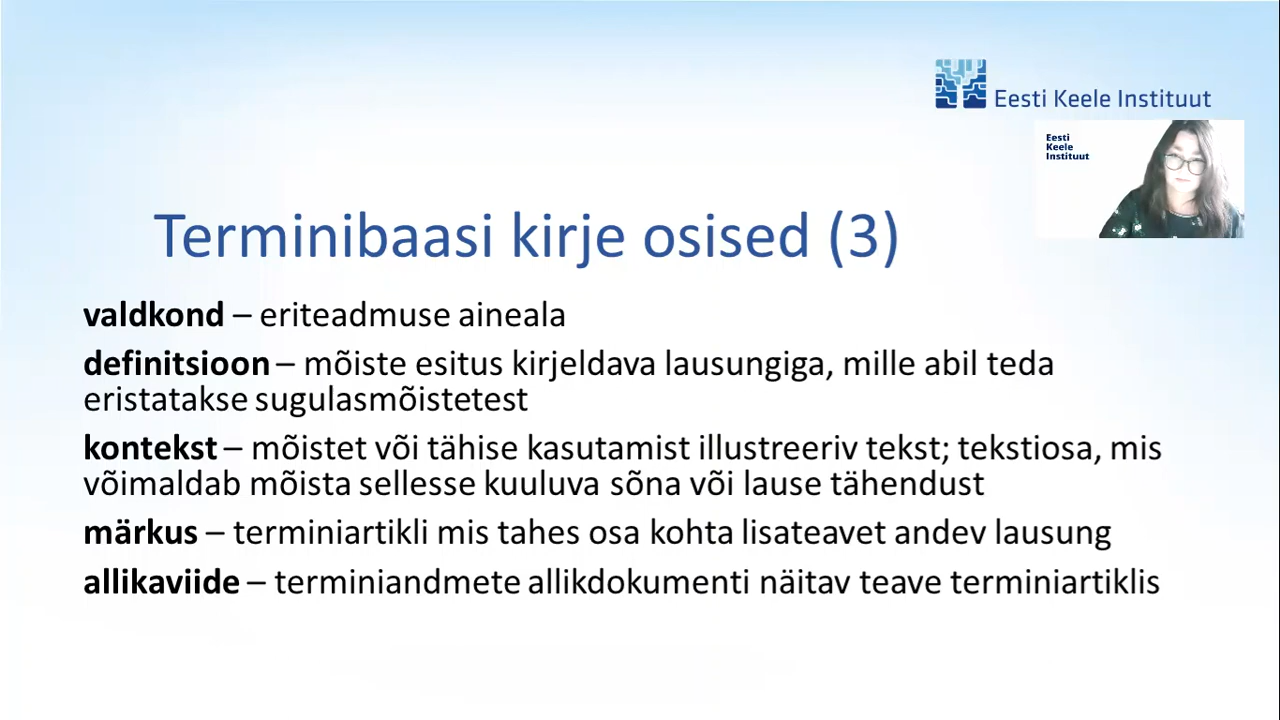 Eesti Keele Instituut
Eesti
Keele
Instituut
Terminibaasi kirje osised (3)
valdkond – eriteadmuse aineala
definitsioon – mõiste esitus kirjeldava lausungiga, mille abil teda
eristatakse sugulasmõistetest
kontekst – mõistet või tähise kasutamist illustreeriv tekst; tekstiosa, mis
võimaldab mõista sellesse kuuluva sõna või lause tähendust
märkus – terminiartikli mis tahes osa kohta lisateavet andev lausung
allikaviide – terminiandmete allikdokumenti näitav teave terminiartiklis